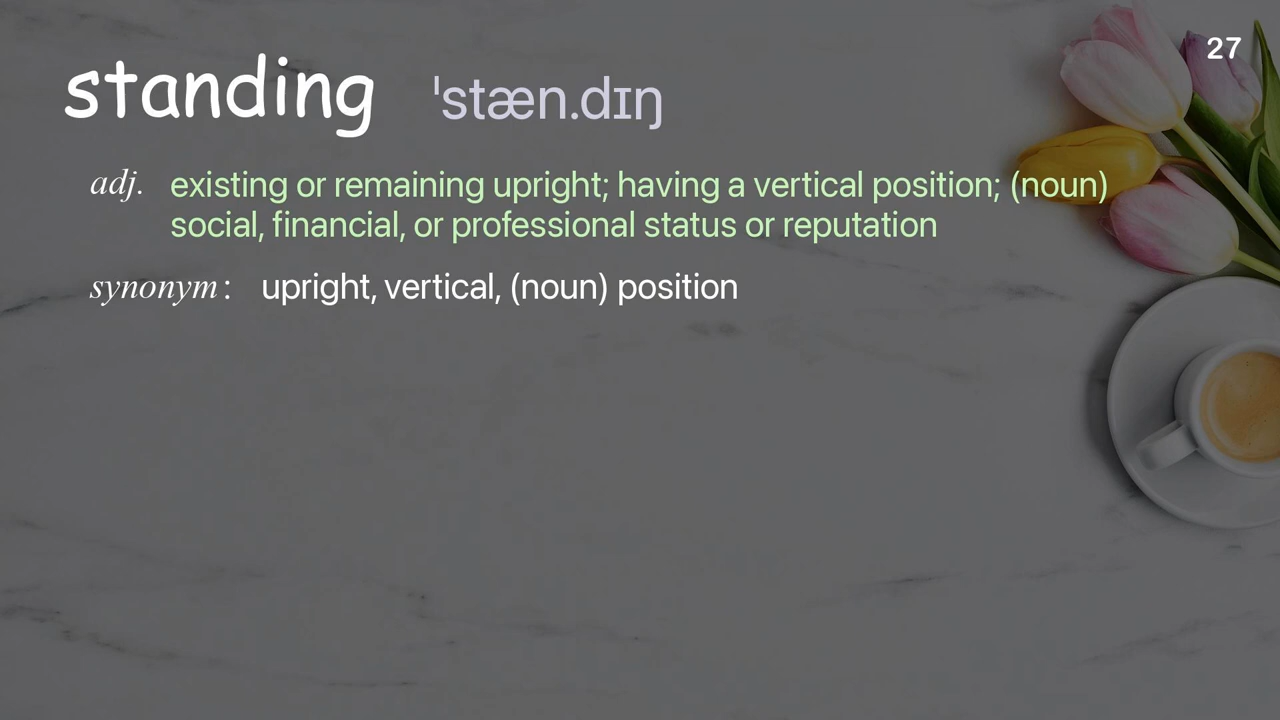 27
standing ˈstæn.dɪŋ
adj. existing or remaining upright; having a vertical position; (noun)
social, financial, or professional status or reputation
synonym : upright, vertical, (noun) position